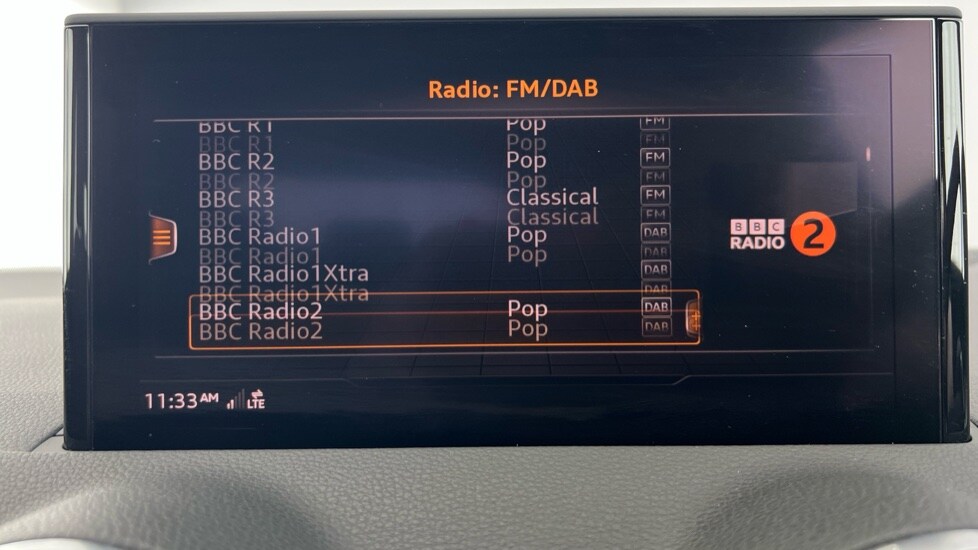 Radio: FM/DAB
BBC R1 Pop FM
BBC R1 Pop FM
BBC R2 Pop FM
BBC R2 Pop FM
BBC R3 Classical FM
BBC R3 Classical FM
BBC Radio1 Pop DAB
BBC Radio1 Pop DAB
BBC Radio1Xtra DAB
BBC Radio1Xtra DAB
BBC Radio2 Pop DAB
BBC Radio2 Pop DAB
BBC
RADIO 2
11:33 AM LTE